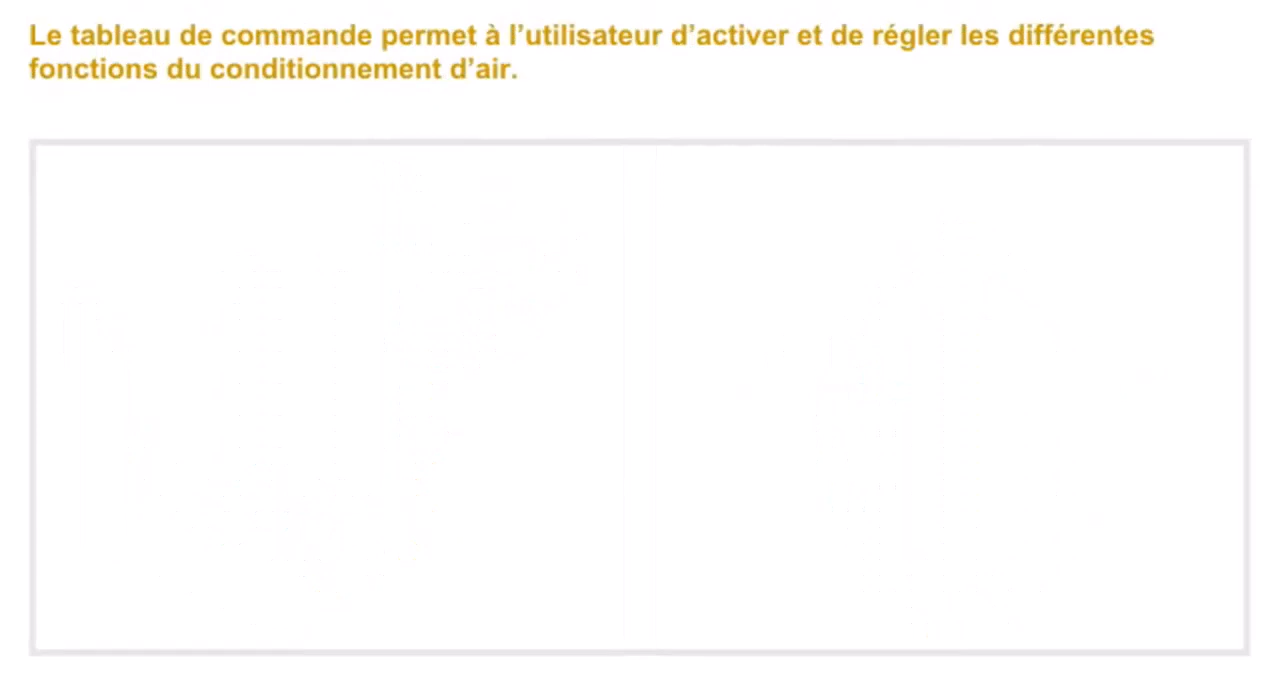 Le tableau de commande permet à l’utilisateur d’activer et de régler les différentes
fonctions du conditionnement d’air.